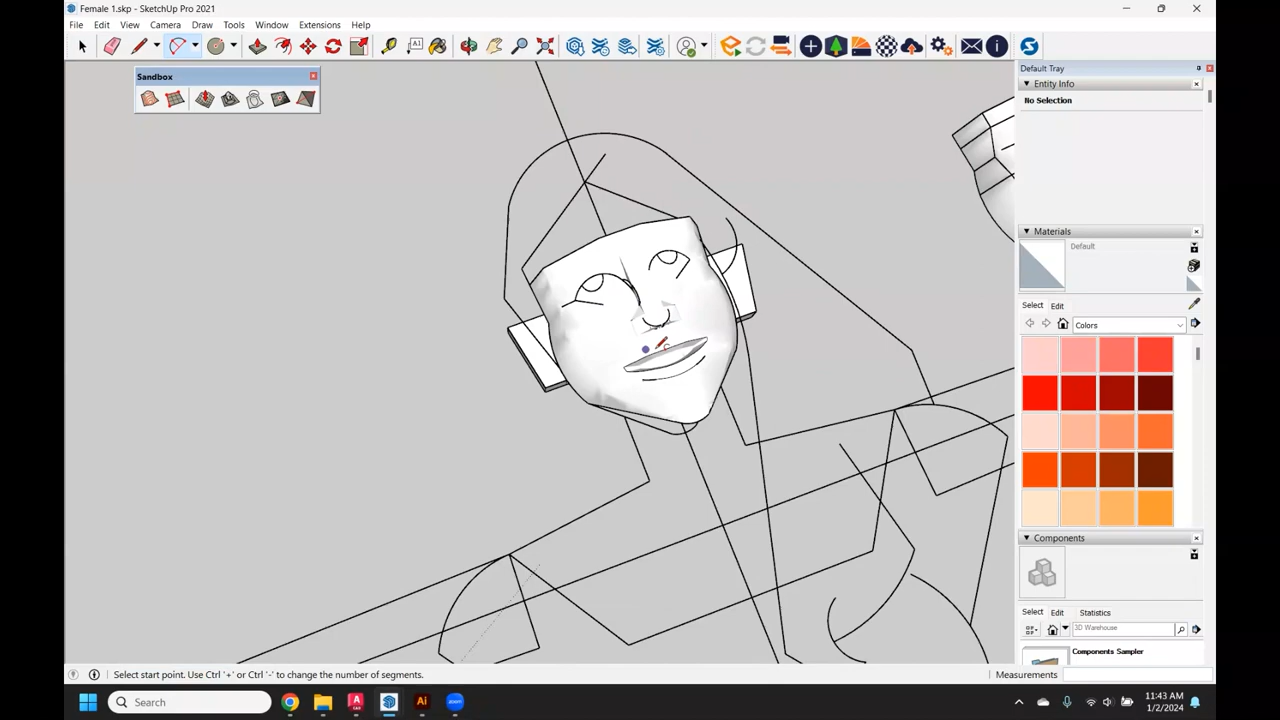 Female 1.skp - SketchUp Pro 2021
File Edit View Camera Draw Tools Window Extensions Help
Sandbox
Default Tray
Entity Info
No Selection
Materials
Default
Select Edit
Colors
Components
Select Edit Statistics
3D Warehouse
Components Sampler
Select start point. Use Ctrl '+' or Ctrl '-' to change the number of segments.
Measurements
Search
11:43 AM
1/2/2024